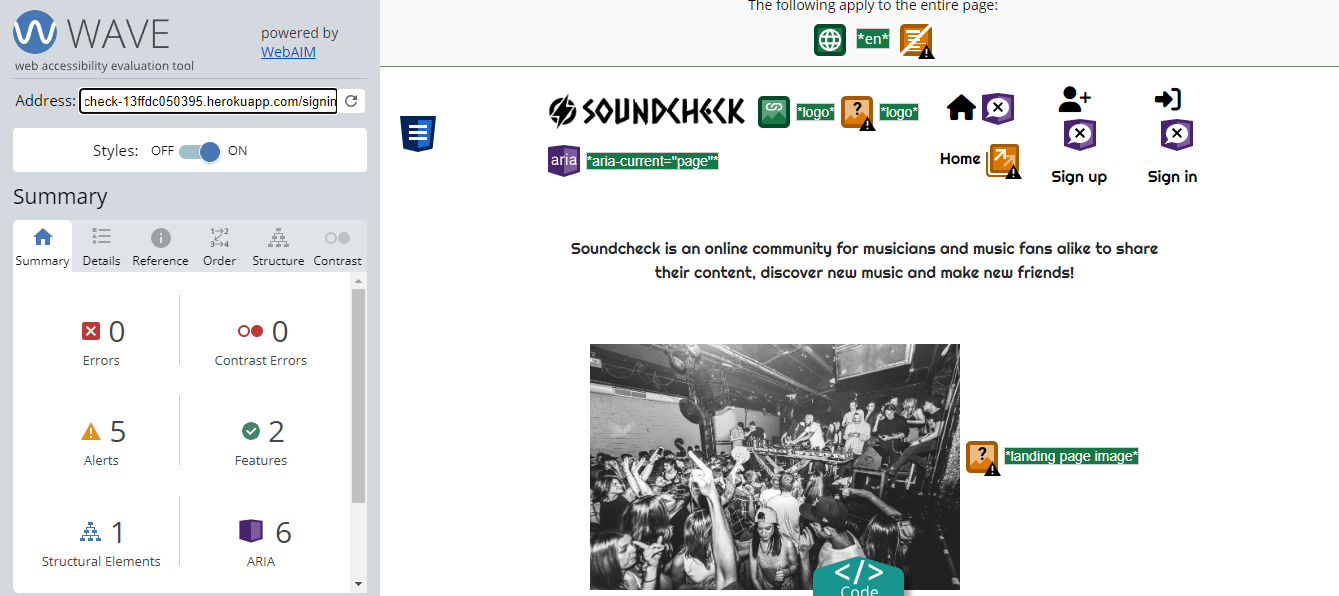 WAVE
powered by
WebAIM
web accessibility evaluation tool
Address: check-13ffdc050395.herokuapp.com/signin
Styles: OFF ON
Summary
Summary Details Reference Order Structure Contrast
0 0
Errors Contrast Errors
5 2
Alerts Features
1 6
Structural Elements ARIA
The following apply to the entire page:
*en*
SOUNDCHECK *logo* ? *logo*
aria *aria-current="page"*
Home Sign up Sign in
Soundcheck is an online community for musicians and music fans alike to share
their content, discover new music and make new friends!
? *landing page image*
</>
Code